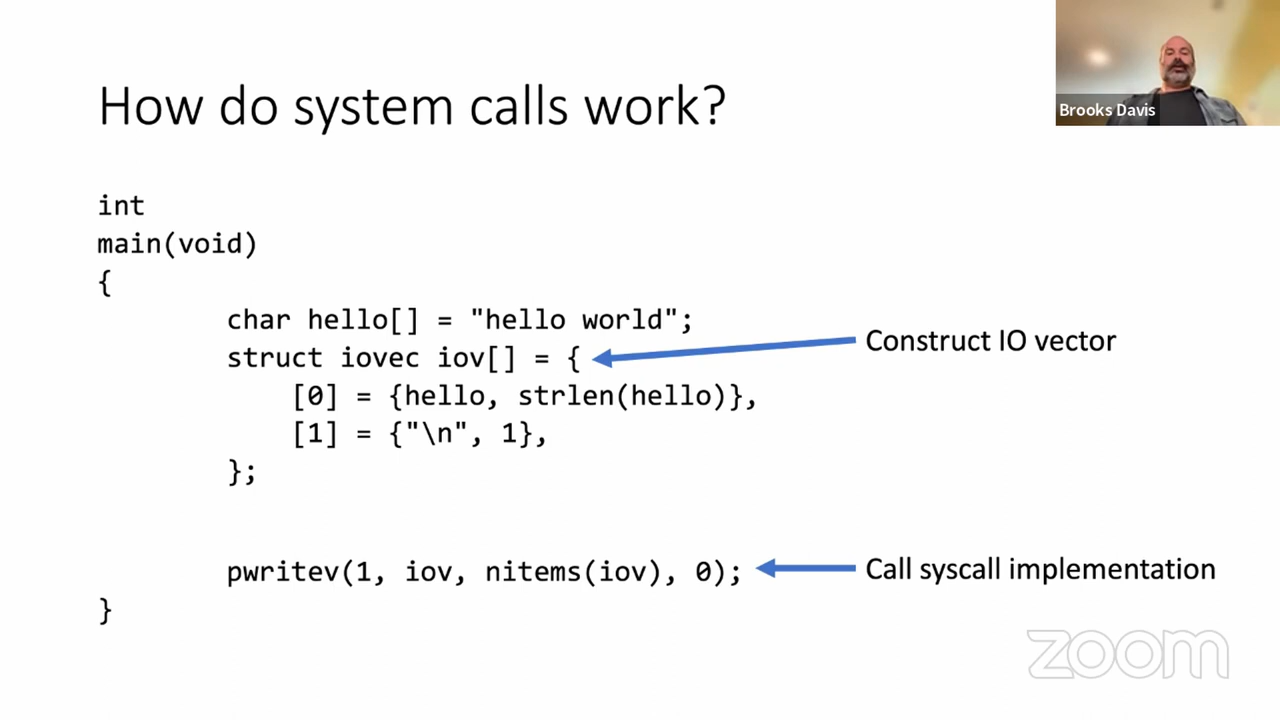 How do system calls work?
Brooks Davis
int
main(void)
{
char hello[] = "hello world";
struct iovec iov[] = {
Construct IO vector
[0] = {hello, strlen(hello)},
[1] = {"\n", 1},
};
pwritev(1, iov, nitems(iov), 0);
Call syscall implementation
}
zoom